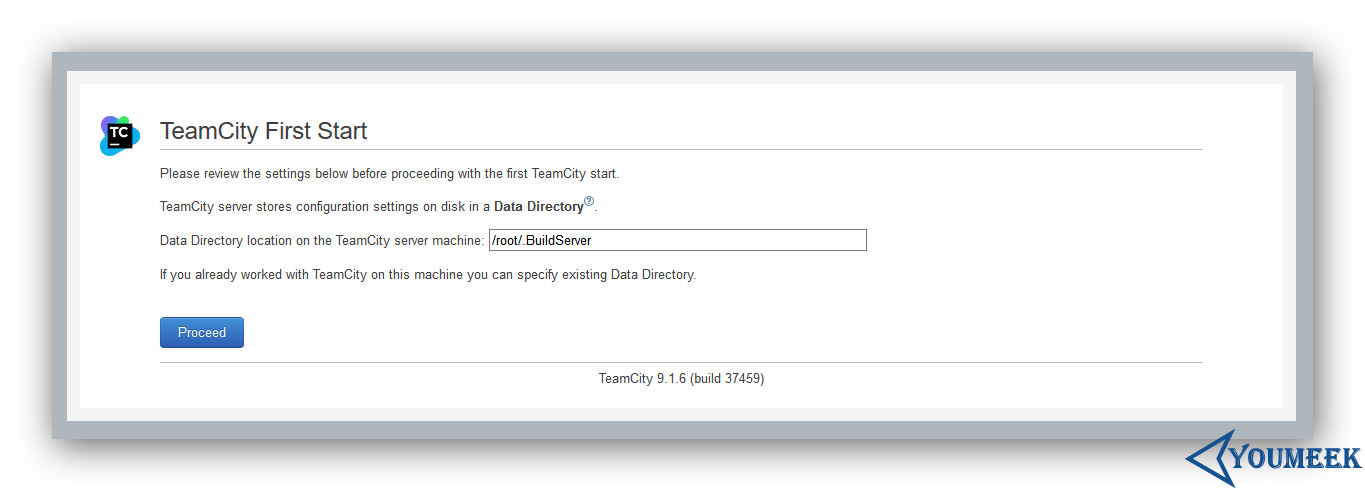 TC
TeamCity First Start
Please review the settings below before proceeding with the first TeamCity start.
TeamCity server stores configuration settings on disk in a Data Directory?.
Data Directory location on the TeamCity server machine: /root/.BuildServer
If you already worked with TeamCity on this machine you can specify existing Data Directory.
Proceed
TeamCity 9.1.6 (build 37459)
YOUMEEK